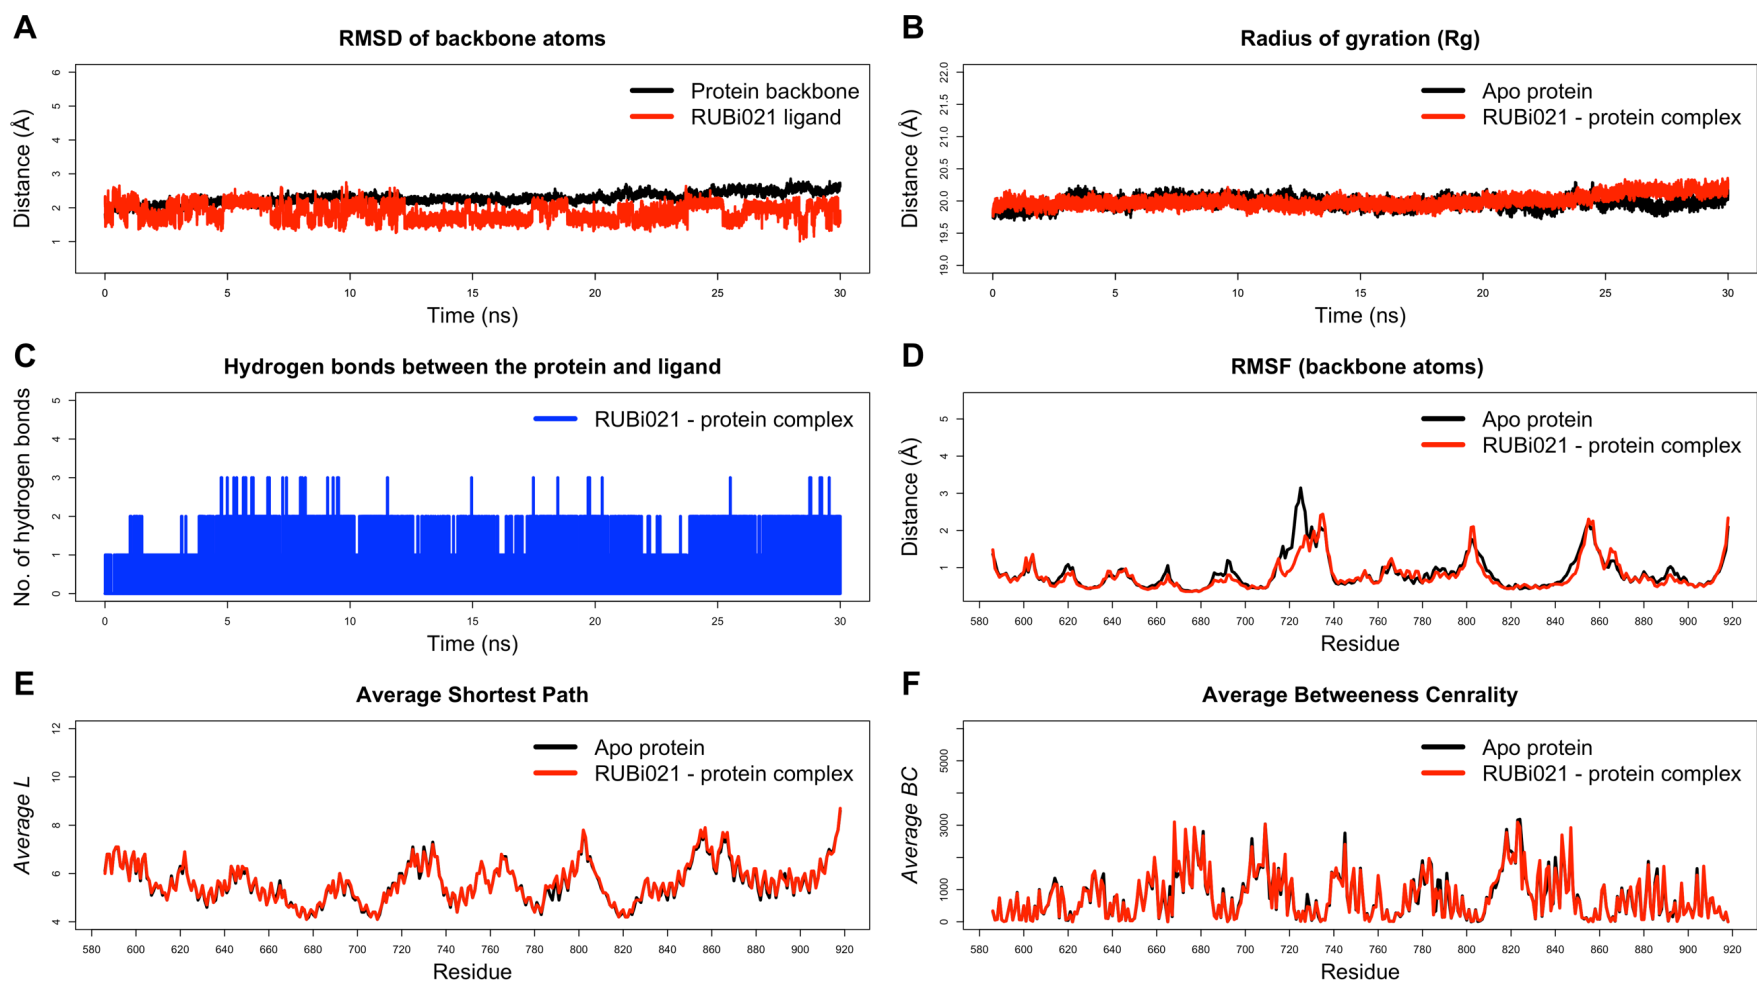 A
RMSD of backbone atoms
Distance (Å)
6
5
4
3
2
1
Protein backbone
RUBi021 ligand
0 5 10 15 20 25 30
Time (ns)
B
Radius of gyration (Rg)
Distance (Å)
22.0
21.5
21.0
20.5
20.0
19.5
19.0
Apo protein
RUBi021 - protein complex
0 5 10 15 20 25 30
Time (ns)
C
Hydrogen bonds between the protein and ligand
No. of hydrogen bonds
5
4
3
2
1
0
RUBi021 - protein complex
0 5 10 15 20 25 30
Time (ns)
D
RMSF (backbone atoms)
Distance (Å)
5
4
3
2
1
Apo protein
RUBi021 - protein complex
580 600 620 640 660 680 700 720 740 760 780 800 820 840 860 880 900 920
Residue
E
Average Shortest Path
Average L
12
10
8
6
4
Apo protein
RUBi021 - protein complex
580 600 620 640 660 680 700 720 740 760 780 800 820 840 860 880 900 920
Residue
F
Average Betweeness Cenrality
Average BC
5000
3000
1000
0
Apo protein
RUBi021 - protein complex
580 600 620 640 660 680 700 720 740 760 780 800 820 840 860 880 900 920
Residue